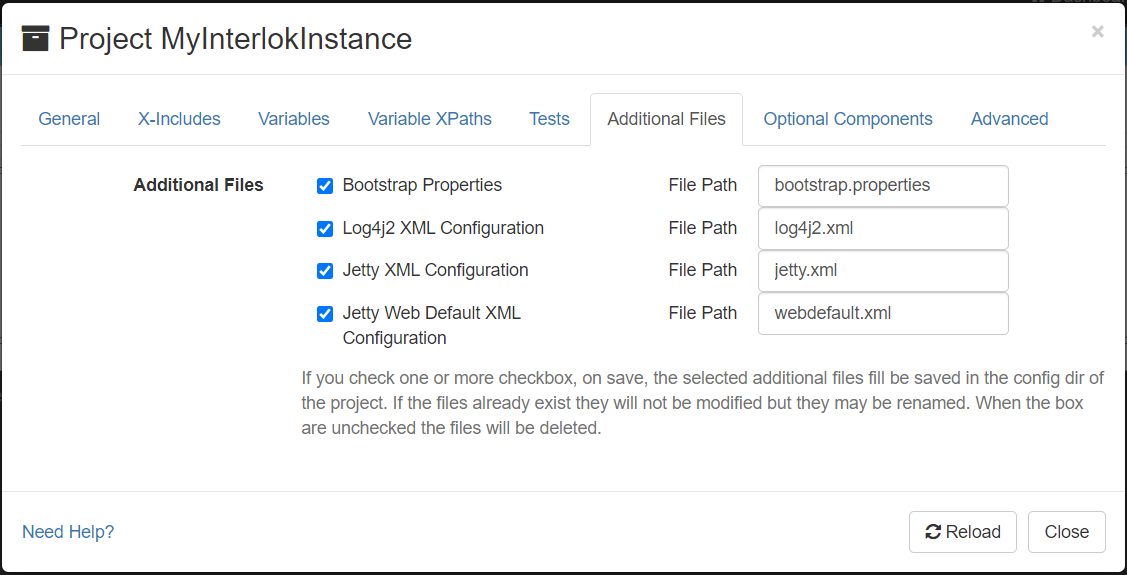 Project MyInterlokInstance
×
General X-Includes Variables Variable XPaths Tests Additional Files Optional Components Advanced
Additional Files Bootstrap Properties File Path bootstrap.properties
Log4j2 XML Configuration File Path log4j2.xml
Jetty XML Configuration File Path jetty.xml
Jetty Web Default XML File Path webdefault.xml
Configuration
If you check one or more checkbox, on save, the selected additional files fill be saved in the config dir of
the project. If the files already exist they will not be modified but they may be renamed. When the box
are unchecked the files will be deleted.
Need Help? Reload Close